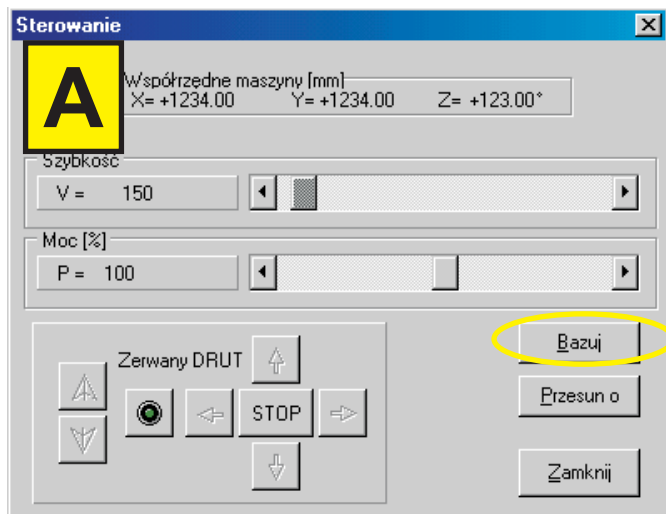 Sterowanie
A
Współrzędne maszyny [mm]
X= +1234.00 Y= +1234.00 Z= +123.00°
Szybkość
V = 150
Moc [%]
P = 100
Zerwany DRUT
STOP
Bazuj
Przesun o
Zamknij